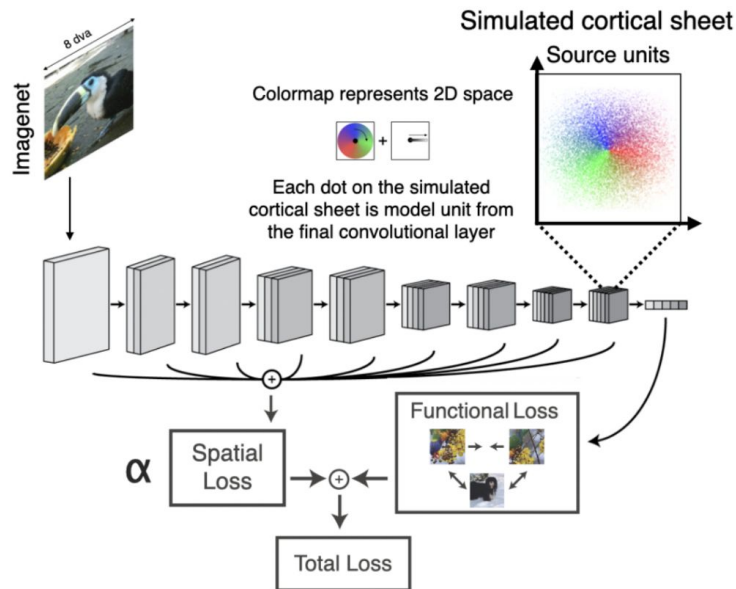 Simulated cortical sheet
8 dva
Source units
Imagenet
Colormap represents 2D space
+
Each dot on the simulated
cortical sheet is model unit from
the final convolutional layer
+
Functional Loss
α
Spatial
Loss
+
Total Loss